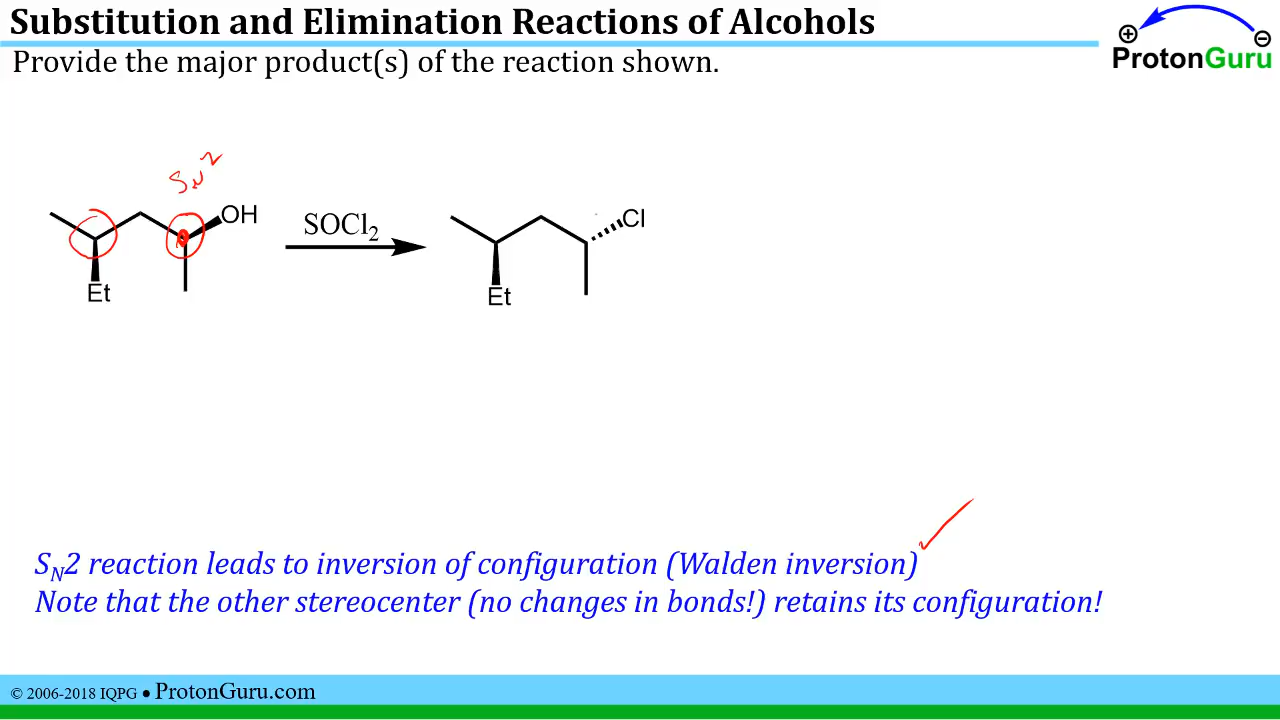 Substitution and Elimination Reactions of Alcohols
⊕ ⊖
ProtonGuru
Provide the major product(s) of the reaction shown.
SN2
OH
SOCl₂
Cl
Et
Et
S_N2 reaction leads to inversion of configuration (Walden inversion)
Note that the other stereocenter (no changes in bonds!) retains its configuration!
© 2006-2018 IQPG ● ProtonGuru.com